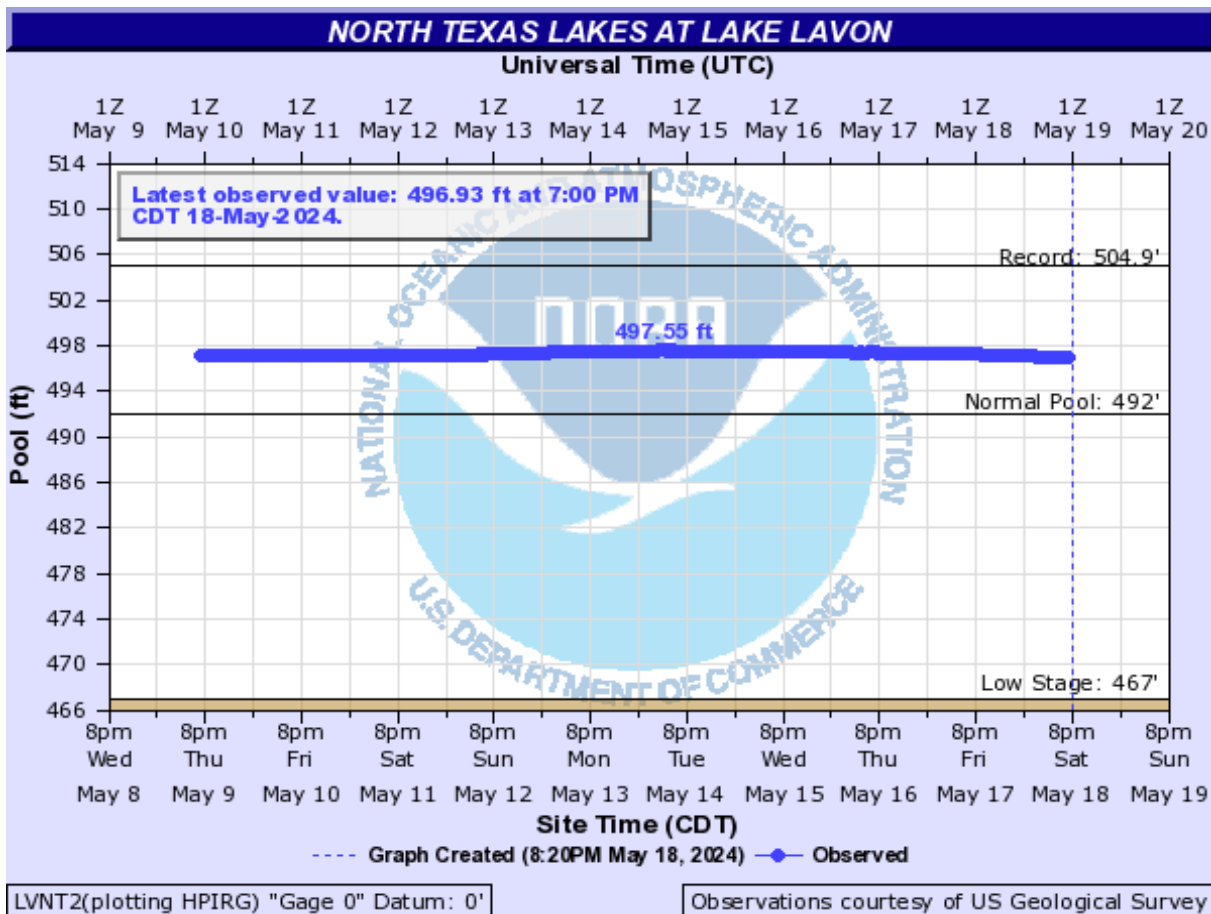 NORTH TEXAS LAKES AT LAKE LAVON
Universal Time (UTC)
1Z 1Z 1Z 1Z 1Z 1Z 1Z 1Z 1Z 1Z 1Z 1Z
May 9 May 10 May 11 May 12 May 13 May 14 May 15 May 16 May 17 May 18 May 19 May 20
514
Latest observed value: 496.93 ft at 7:00 PM
CDT 18-May-2024.
510
506
Record: 504.9'
502
NOAA
497.55 ft
498
494
Normal Pool: 492'
490
486
482
478
474
470
Low Stage: 467'
466
Pool (ft)
NATIONAL OCEANIC AND ATMOSPHERIC ADMINISTRATION
U.S. DEPARTMENT OF COMMERCE
8pm 8pm 8pm 8pm 8pm 8pm 8pm 8pm 8pm 8pm 8pm 8pm
Wed Thu Fri Sat Sun Mon Tue Wed Thu Fri Sat Sun
May 8 May 9 May 10 May 11 May 12 May 13 May 14 May 15 May 16 May 17 May 18 May 19
Site Time (CDT)
Graph Created (8:20PM May 18, 2024) Observed
LVNT2(plotting HPIRG) "Gage 0" Datum: 0'
Observations courtesy of US Geological Survey